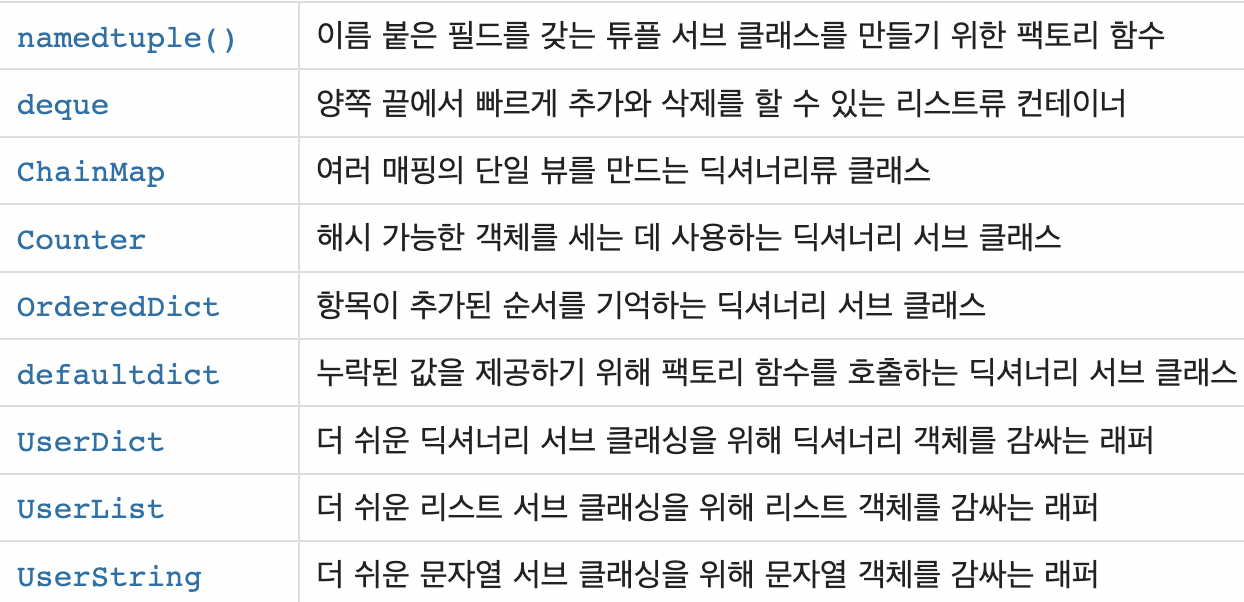 namedtuple() 이름 붙은 필드를 갖는 튜플 서브 클래스를 만들기 위한 팩토리 함수
deque 양쪽 끝에서 빠르게 추가와 삭제를 할 수 있는 리스트류 컨테이너
ChainMap 여러 매핑의 단일 뷰를 만드는 딕셔너리류 클래스
Counter 해시 가능한 객체를 세는 데 사용하는 딕셔너리 서브 클래스
OrderedDict 항목이 추가된 순서를 기억하는 딕셔너리 서브 클래스
defaultdict 누락된 값을 제공하기 위해 팩토리 함수를 호출하는 딕셔너리 서브 클래스
UserDict 더 쉬운 딕셔너리 서브 클래싱을 위해 딕셔너리 객체를 감싸는 래퍼
UserList 더 쉬운 리스트 서브 클래싱을 위해 리스트 객체를 감싸는 래퍼
UserString 더 쉬운 문자열 서브 클래싱을 위해 문자열 객체를 감싸는 래퍼